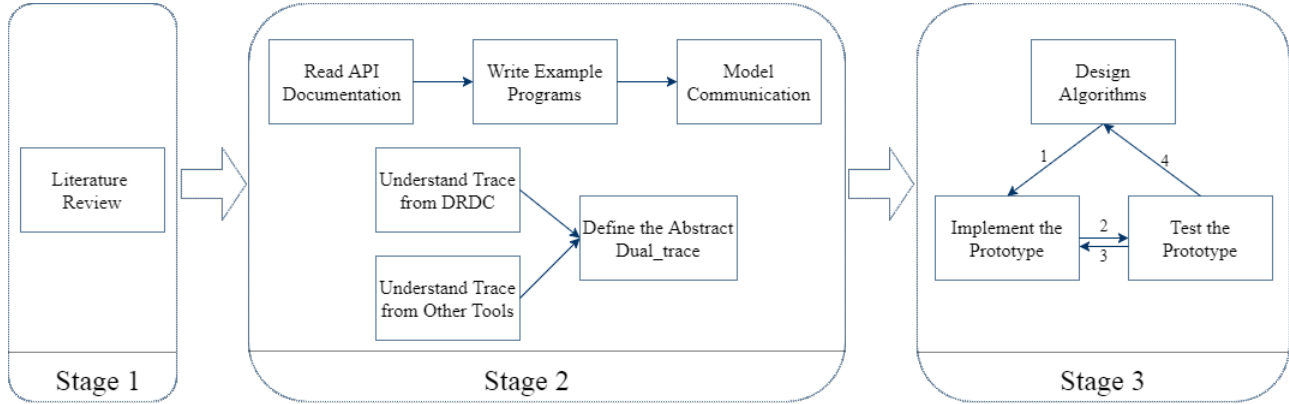 Literature
Review
Stage 1
Read API
Documentation
Write Example
Programs
Model
Communication
Understand Trace
from DRDC
Define the Abstract
Dual_trace
Understand Trace
from Other Tools
Stage 2
Design
Algorithms
1
4
Implement the
Prototype
2
3
Test the
Prototype
Stage 3